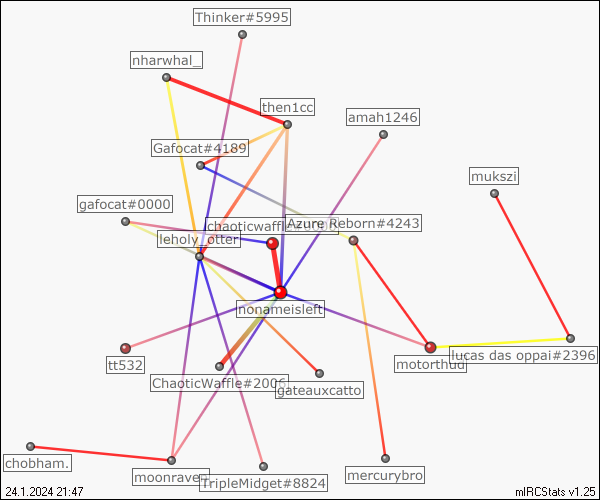 Thinker#5995
nharwhal_
then1cc
amah1246
Gafocat#4189
mukszi
gafocat#0000
chaoticwaffle#
Azure Reborn#4243
leholy_otter
nonameisleft
tt532
motorthud
lucas das oppai#2396
ChaoticWaffle#2006
gateauxcatto
chobham.
moonraven
TripleMidget#8824
mercurybro
24.1.2024 21:47
mIRCStats v1.25